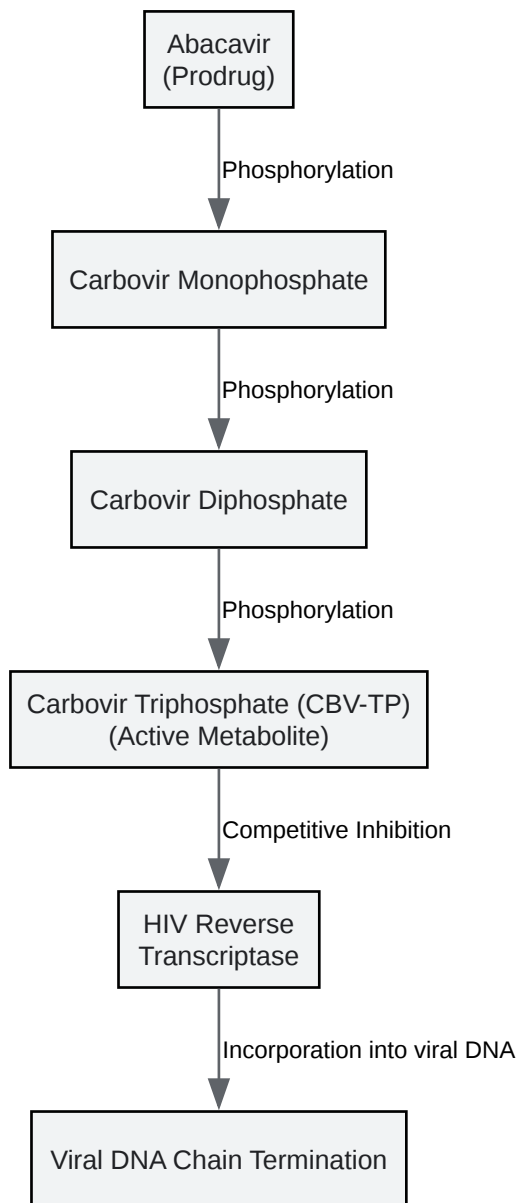 Abacavir
(Prodrug)
Phosphorylation
Carbovir Monophosphate
Phosphorylation
Carbovir Diphosphate
Phosphorylation
Carbovir Triphosphate (CBV-TP)
(Active Metabolite)
Competitive Inhibition
HIV Reverse
Transcriptase
Incorporation into viral DNA
Viral DNA Chain Termination